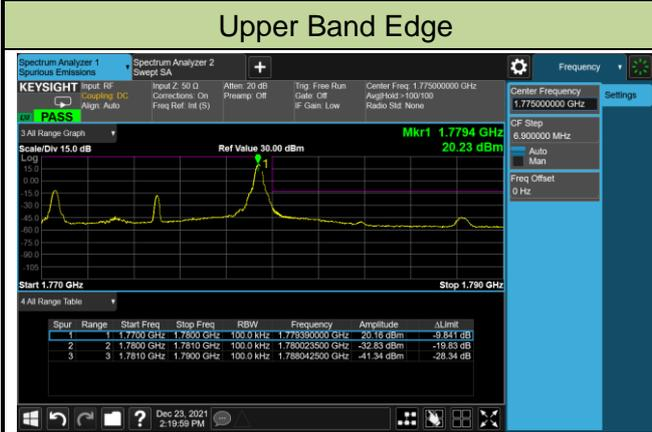 Upper Band Edge
Spectrum Analyzer 1
Spurious Emissions
Spectrum Analyzer 2
Swept SA
Frequency
KEYSIGHT
Input: RF
Coupling: DC
Align: Auto
Input Z: 50 Ω
Corrections: On
Freq Ref: Int (S)
Atten: 20 dB
Preamp: Off
Trig: Free Run
Gate: Off
IF Gain: Low
Center Freq: 1.775000000 GHz
Avg|Hold:>100/100
Radio Std: None
PASS
Center Frequency
1.775000000 GHz
Settings
CF Step
6.900000 MHz
Auto
Man
Freq Offset
0 Hz
3 All Range Graph
Mkr1 1.7794 GHz
Scale/Div 15.0 dB
Ref Value 30.00 dBm
20.23 dBm
Log
1
15.0
0.00
-15.0
-30.0
-45.0
-60.0
-75.0
-90.0
-105
Start 1.770 GHz
Stop 1.790 GHz
4 All Range Table
Spur Range Start Freq Stop Freq RBW Frequency Amplitude ΔLimit
1 1 1.7700 GHz 1.7800 GHz 100.0 kHz 1.779390000 GHz 20.16 dBm -9.841 dB
2 2 1.7800 GHz 1.7810 GHz 100.0 kHz 1.780023500 GHz -32.83 dBm -19.83 dB
3 3 1.7810 GHz 1.7900 GHz 100.0 kHz 1.788042500 GHz -41.34 dBm -28.34 dB
Dec 23, 2021
2:19:59 PM